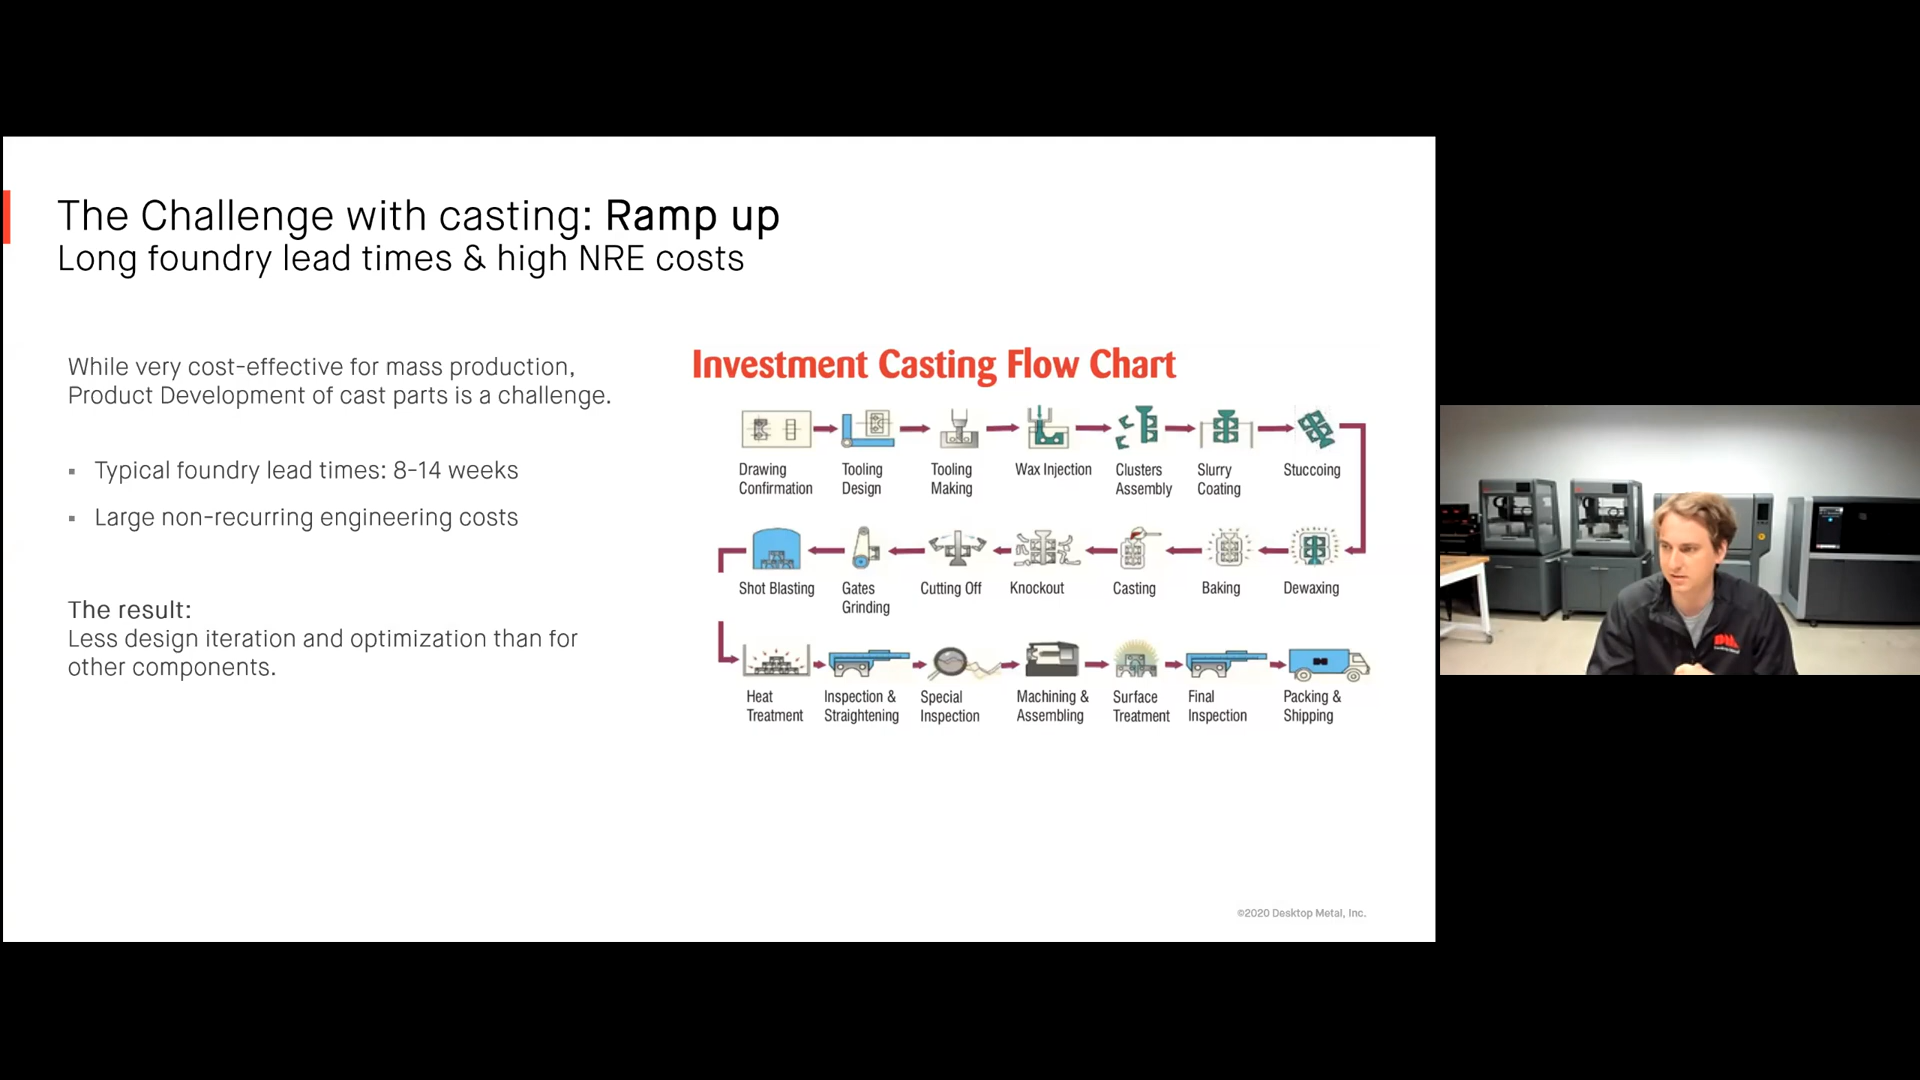 The Challenge with casting: Ramp up
Long foundry lead times & high NRE costs
While very cost-effective for mass production,
Product Development of cast parts is a challenge.
▪ Typical foundry lead times: 8-14 weeks
▪ Large non-recurring engineering costs
The result:
Less design iteration and optimization than for
other components.
Investment Casting Flow Chart
Drawing
Confirmation
Tooling
Design
Tooling
Making
Wax Injection
Clusters
Assembly
Slurry
Coating
Stuccoing
Shot Blasting
Gates
Grinding
Cutting Off
Knockout
Casting
Baking
Dewaxing
Heat
Treatment
Inspection &
Straightening
Special
Inspection
Machining &
Assembling
Surface
Treatment
Final
Inspection
Packing &
Shipping
©2020 Desktop Metal, Inc.